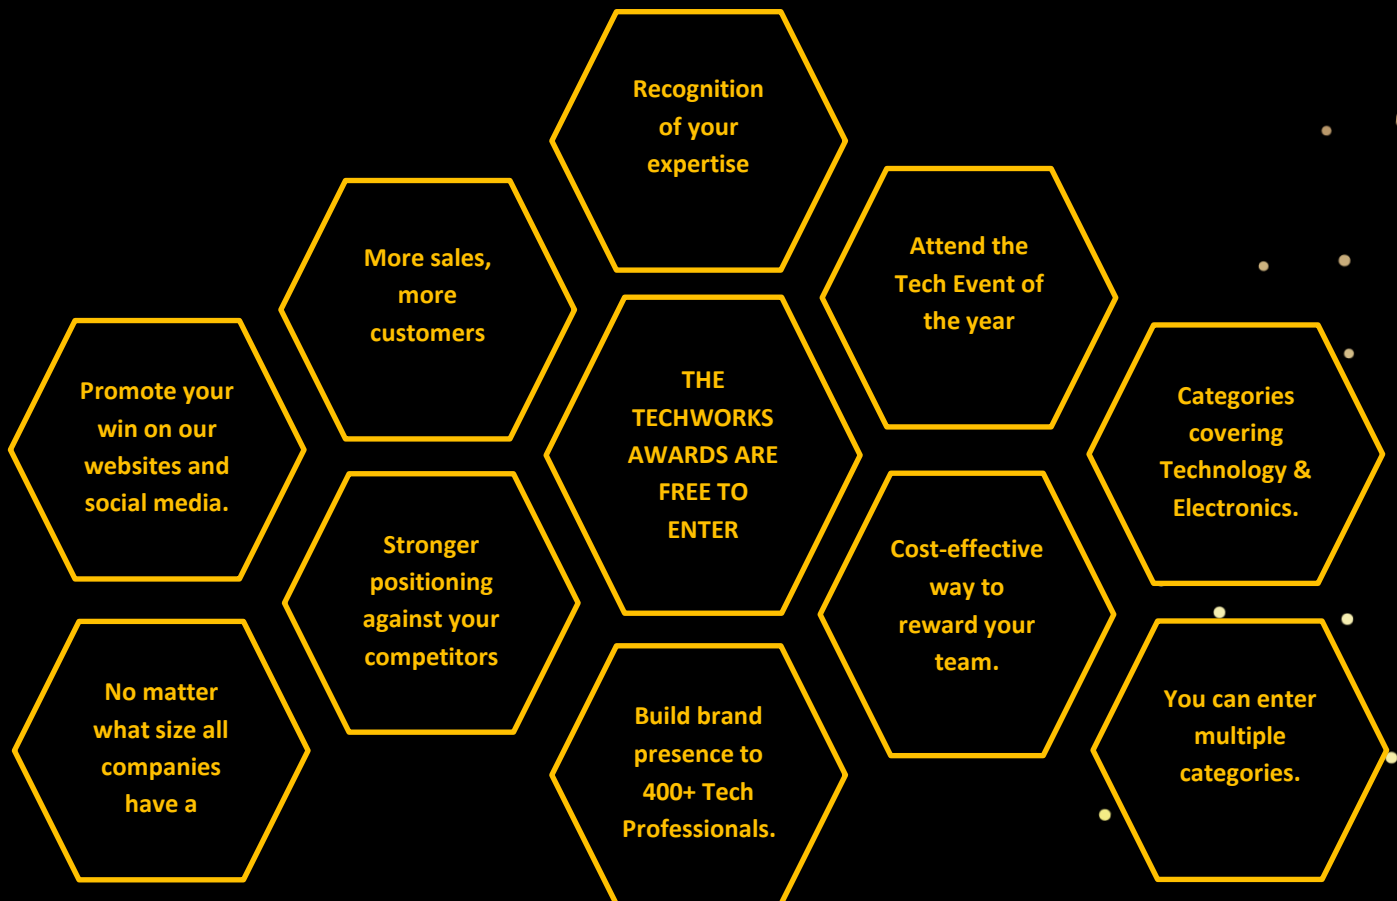 Recognition
of your
expertise
More sales,
more
customers
Attend the
Tech Event of
the year
Promote your
win on our
websites and
social media.
THE
TECHWORKS
AWARDS ARE
FREE TO
ENTER
Categories
covering
Technology &
Electronics.
Stronger
positioning
against your
competitors
Cost-effective
way to
reward your
team.
No matter
what size all
companies
have a
Build brand
presence to
400+ Tech
Professionals.
You can enter
multiple
categories.